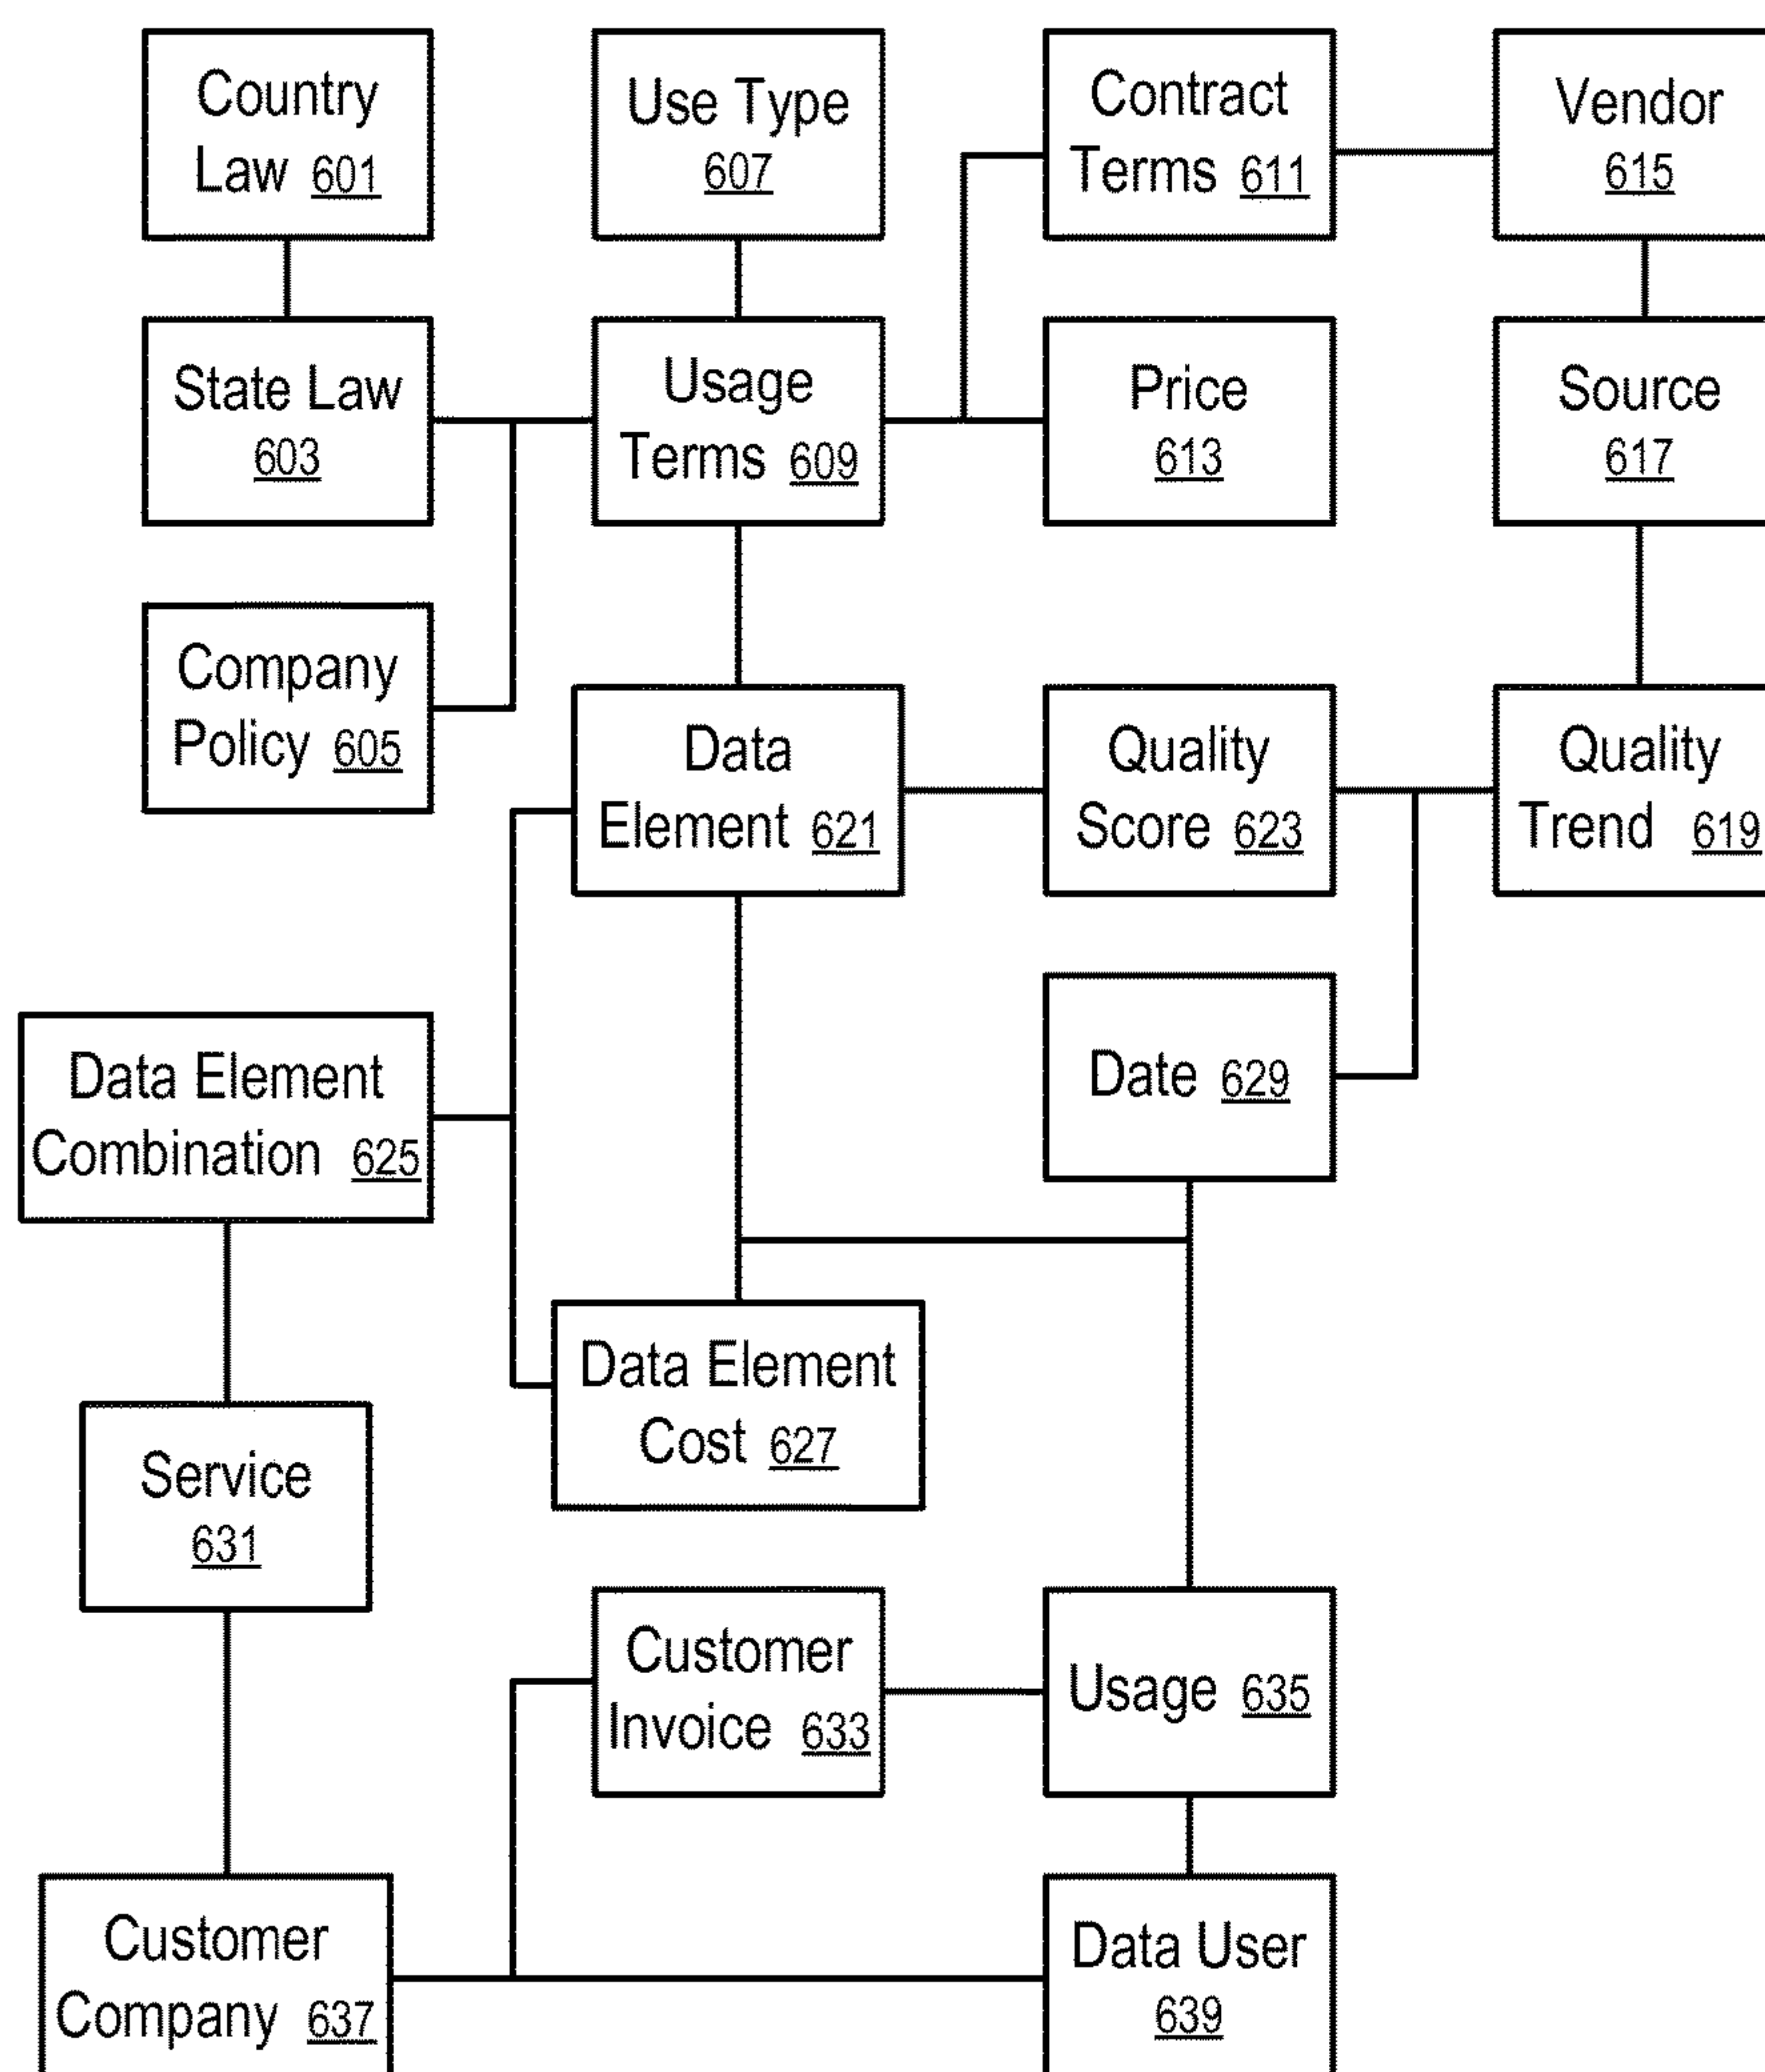 Country
Law 601
Use Type
607
Contract
Terms 611
Vendor
615
State Law
603
Usage
Terms 609
Price
613
Source
617
Company
Policy 605
Data
Element 621
Quality
Score 623
Quality
Trend 619
Data Element
Combination 625
Date 629
Data Element
Cost 627
Service
631
Customer
Invoice 633
Usage 635
Customer
Company 637
Data User
639